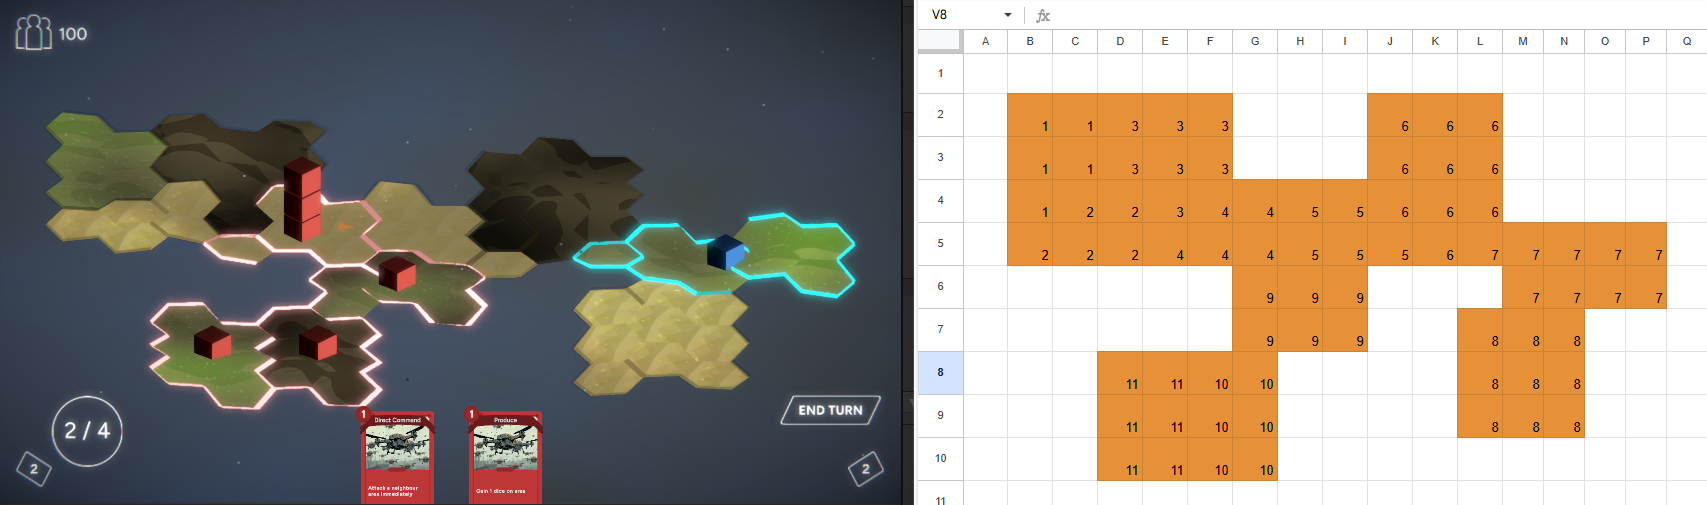 100
2 / 4
2
1
Direct Command
Attack a neighbour
area immediately
1
Produce
Gain 1 dice on area
END TURN
2
V8
fx
A B C D E F G H I J K L M N O P Q
1
2 1 1 3 3 3 6 6 6
3 1 1 3 3 3 6 6 6
4 1 2 2 3 4 4 5 5 6 6 6
5 2 2 2 4 4 4 5 5 5 6 7 7 7 7 7
6 9 9 9 7 7 7 7
7 9 9 9 8 8 8
8 11 11 10 10 8 8 8
9 11 11 10 10 8 8 8
10 11 11 10 10
11